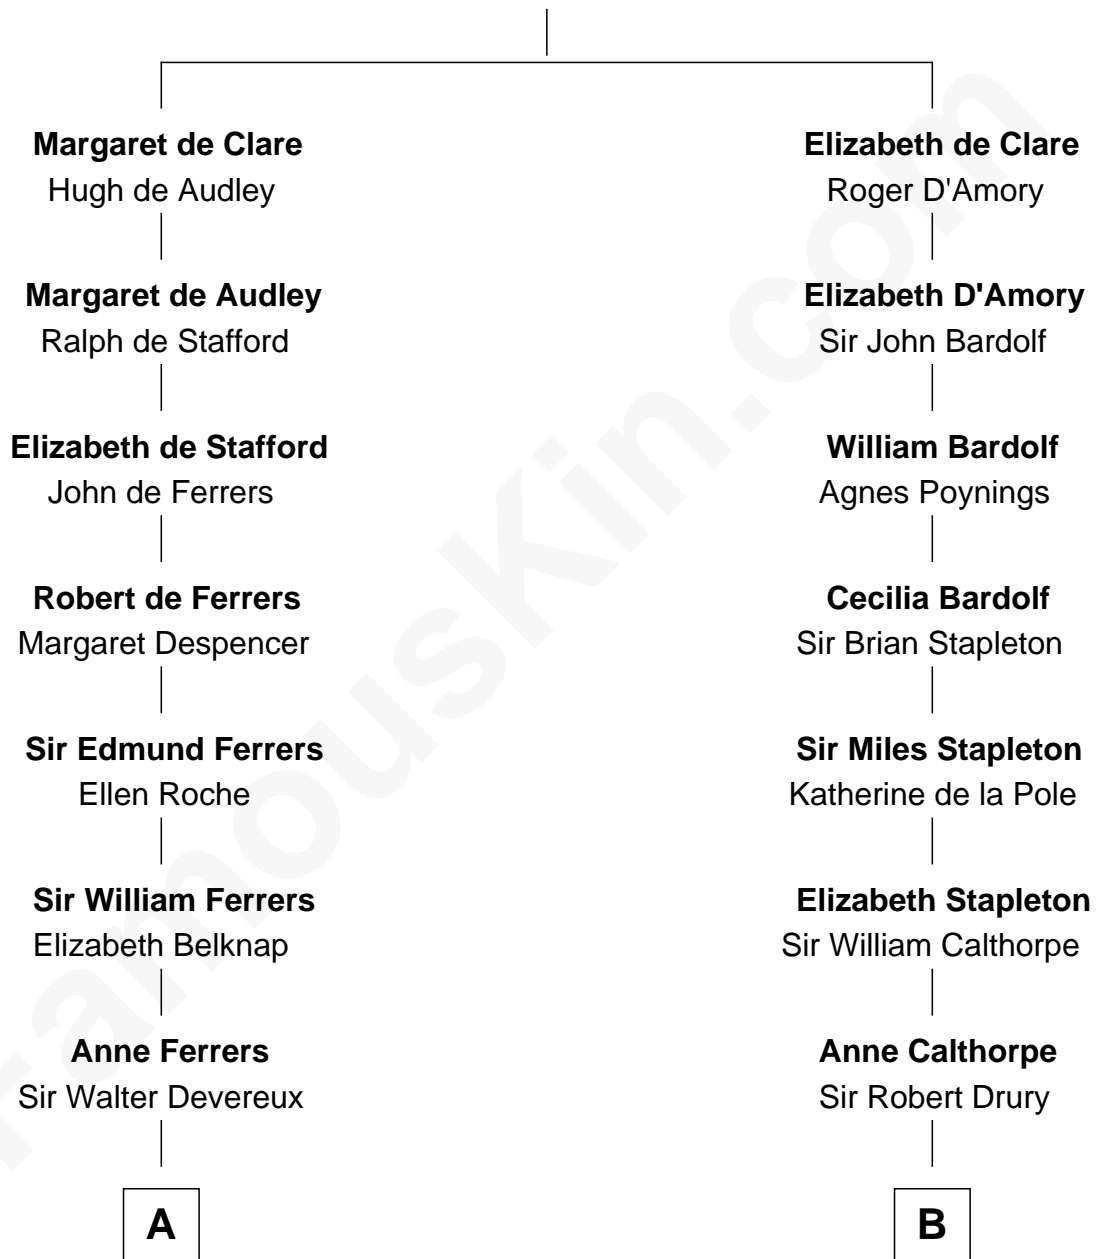 Margaret de Clare
Hugh de Audley
Margaret de Audley
Ralph de Stafford
Elizabeth de Stafford
John de Ferrers
Robert de Ferrers
Margaret Despencer
Sir Edmund Ferrers
Ellen Roche
Sir William Ferrers
Elizabeth Belknap
Anne Ferrers
Sir Walter Devereux
A
Elizabeth de Clare
Roger D'Amory
Elizabeth D'Amory
Sir John Bardolf
William Bardolf
Agnes Poynings
Cecilia Bardolf
Sir Brian Stapleton
Sir Miles Stapleton
Katherine de la Pole
Elizabeth Stapleton
Sir William Calthorpe
Anne Calthorpe
Sir Robert Drury
B
FamousKin.com